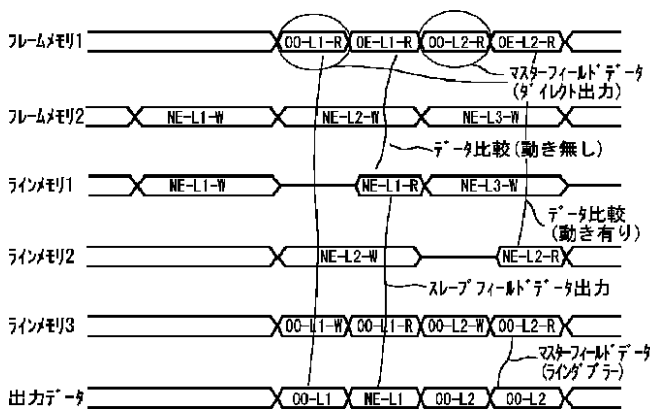 フレームメモリ1 OO-L1-R OE-L1-R OO-L2-R OE-L2-R
マスターフィールドデータ
(ダイレクト出力)
フレームメモリ2 NE-L1-W NE-L2-W NE-L3-W
データ比較(動き無し)
ラインメモリ1 NE-L1-W NE-L1-R NE-L3-W
データ比較
(動き有り)
ラインメモリ2 NE-L2-W NE-L2-R
スレーブフィールドデータ出力
ラインメモリ3 OO-L1-W OO-L1-R OO-L2-W OO-L2-R
マスターフィールドデータ
(ラインダブラー)
出力データ OO-L1 NE-L1 OO-L2 OO-L2